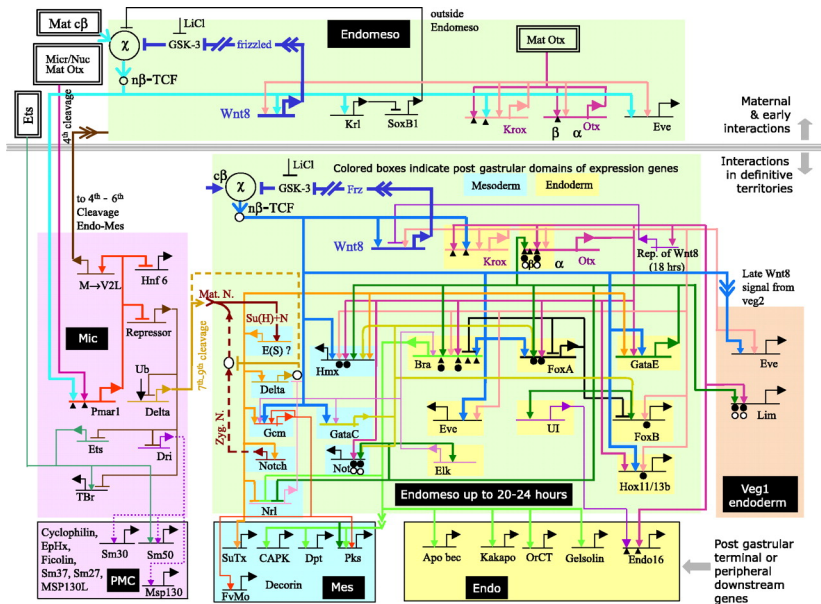 Mat cβ
LiCl
outside
Endomeso
Endomeso
χ
GSK-3
frizzled
Mat Otx
Micr/Nuc
Mat Otx
nβ-TCF
Ets
4th cleavage
Wnt8
Krl
SoxB1
Krox
β
α
Otx
Eve
Maternal
& early
interactions
Interactions
in definitive
territories
LiCl
Colored boxes indicate post gastrular domains of expression genes
cβ
χ
GSK-3
Frz
Mesoderm
Endoderm
nβ-TCF
to 4th - 6th
Cleavage
Endo-Mes
Wnt8
Krox
β
α
Otx
Rep. of Wnt8
(18 hrs)
Late Wnt8
signal from
veg2
M→V2L
Hnf 6
Mic
Repressor
Mat. N.
Su(H)+N
E(S) ?
7th_9th cleavage
Hmx
Bra
FoxA
GataE
Eve
Ub
Pmar1
Delta
Delta
Lim
Gcm
GataC
Eve
UI
FoxB
Ets
Dri
Zyg. N.
Notch
Not
Elk
Hox11/13b
TBr
Nrl
Endomeso up to 20-24 hours
Veg1
endoderm
Cyclophilin,
EpHx,
Ficolin,
Sm37, Sm27,
MSP130L
PMC
Sm30
Sm50
Msp130
SuTx
CAPK
Dpt
Pks
FvMo
Decorin
Mes
Apo bec
Kakapo
OrCT
Gelsolin
Endo16
Endo
Post gastrular
terminal or
peripheral
downstream
genes